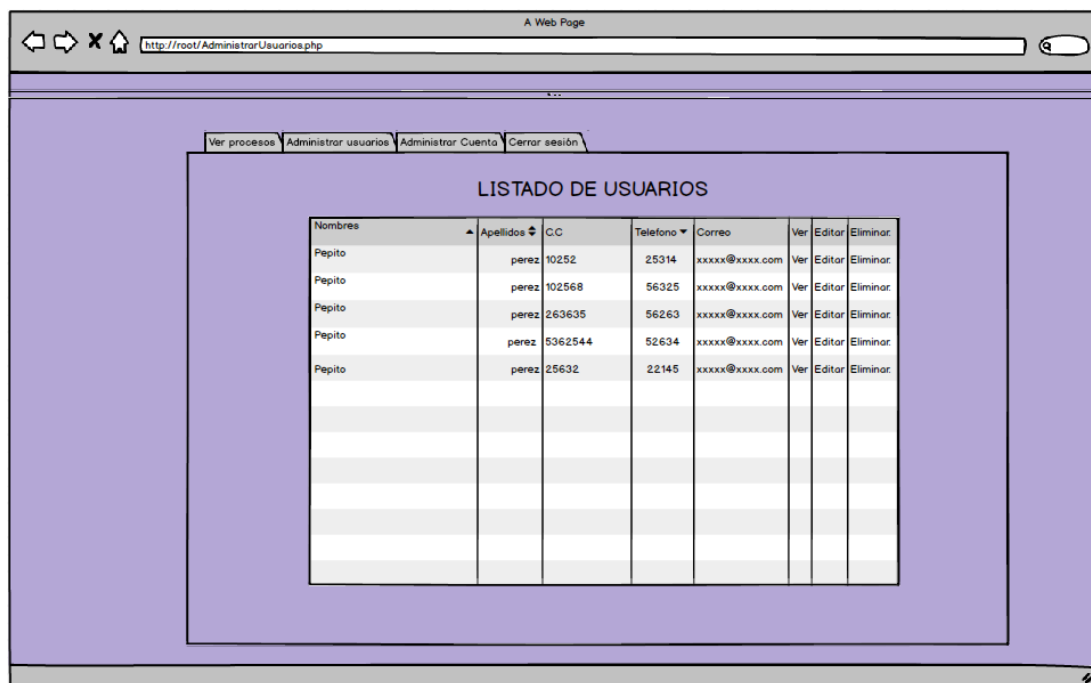 A Web Page
http://root/AdministrarUsuarios.php
Ver procesos Administrar usuarios Administrar Cuenta Cerrar sesión
LISTADO DE USUARIOS
Nombres Apellidos C.C Telefono Correo Ver Editar Eliminar.
Pepito perez 10252 25314 xxxxx@xxxx.com Ver Editar Eliminar.
Pepito perez 102568 56325 xxxxx@xxxx.com Ver Editar Eliminar.
Pepito perez 263635 56263 xxxxx@xxxx.com Ver Editar Eliminar.
Pepito perez 5362544 52634 xxxxx@xxxx.com Ver Editar Eliminar.
Pepito perez 25632 22145 xxxxx@xxxx.com Ver Editar Eliminar.